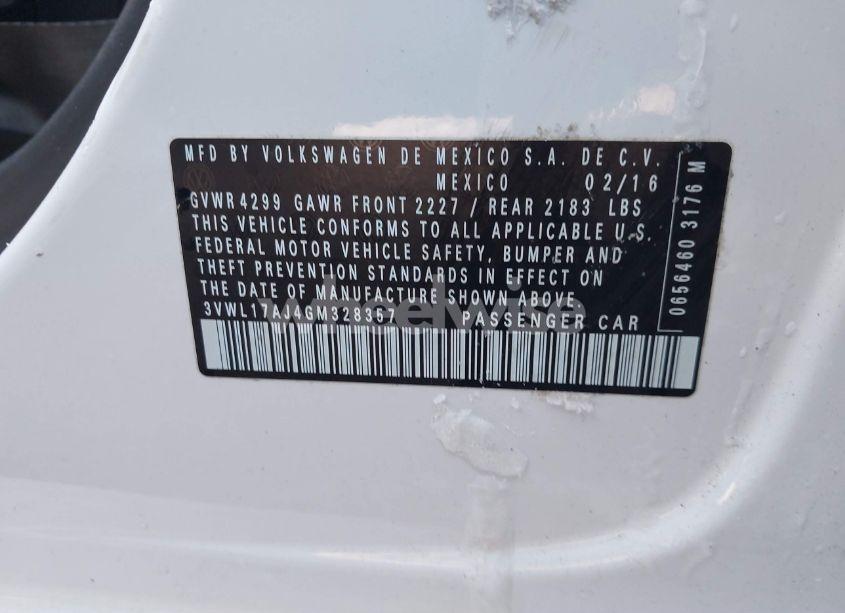 MFD BY VOLKSWAGEN DE MEXICO S.A. DE C.V.
MEXICO 02/16
GVWR 4299 GAWR FRONT 2227 / REAR 2183 LBS
THIS VEHICLE CONFORMS TO ALL APPLICABLE U.S.
FEDERAL MOTOR VEHICLE SAFETY, BUMPER AND
THEFT PREVENTION STANDARDS IN EFFECT ON
THE DATE OF MANUFACTURE SHOWN ABOVE.
3VWL17AJ4GM328357 PASSENGER CAR
0656460 3176 M
wheelwise